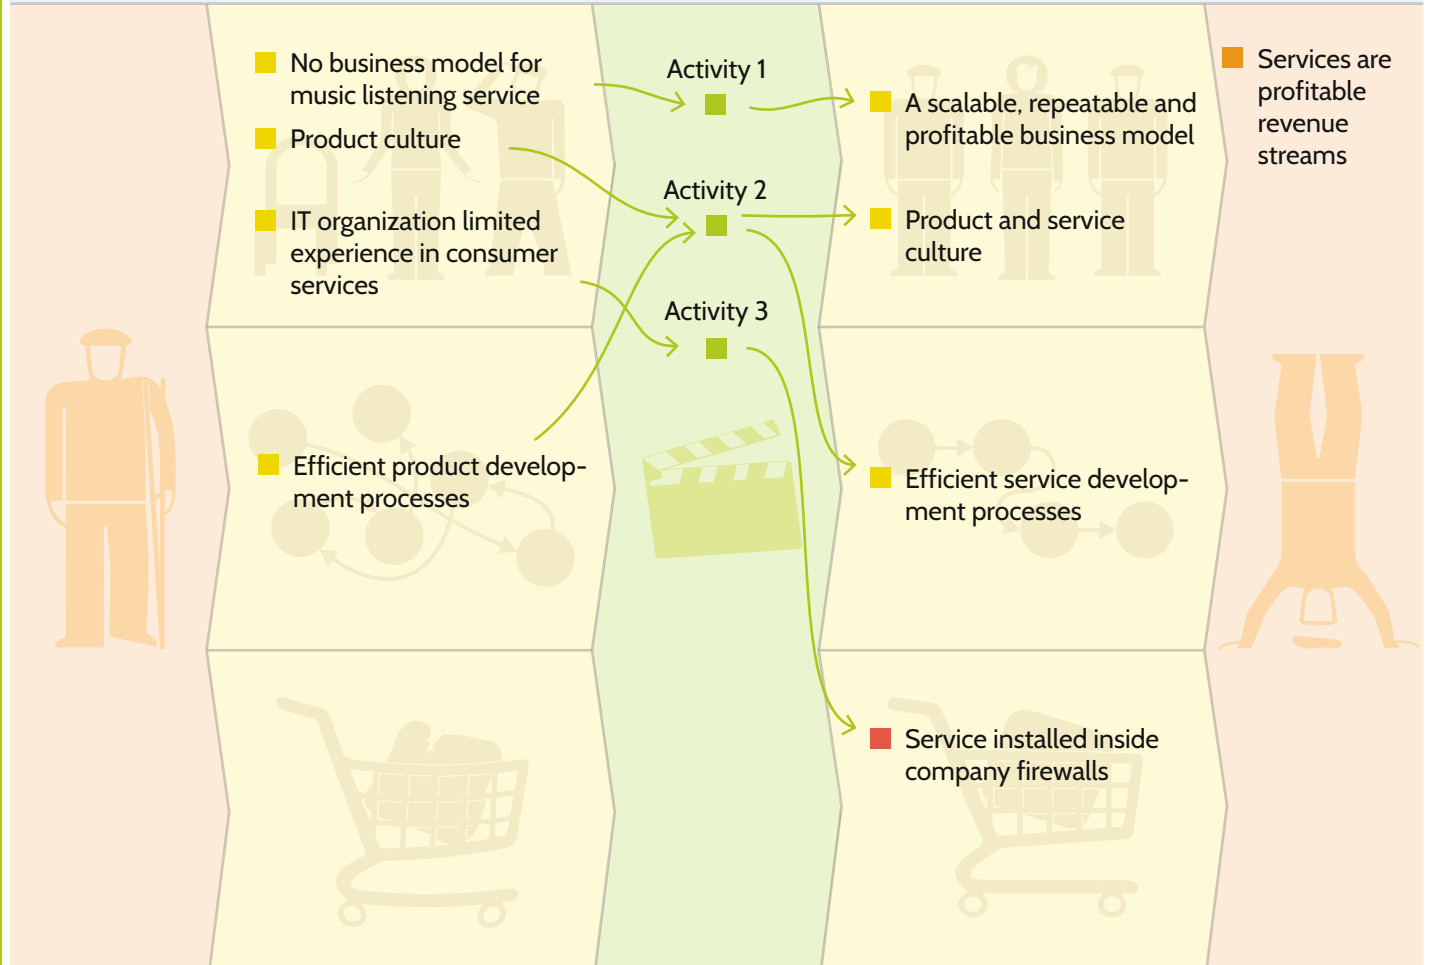 No business model for
music listening service
Product culture
IT organization limited
experience in consumer
services
Efficient product develop-
ment processes
Activity 1
Activity 2
Activity 3
A scalable, repeatable and
profitable business model
Product and service
culture
Efficient service develop-
ment processes
Service installed inside
company firewalls
Services are
profitable
revenue
streams